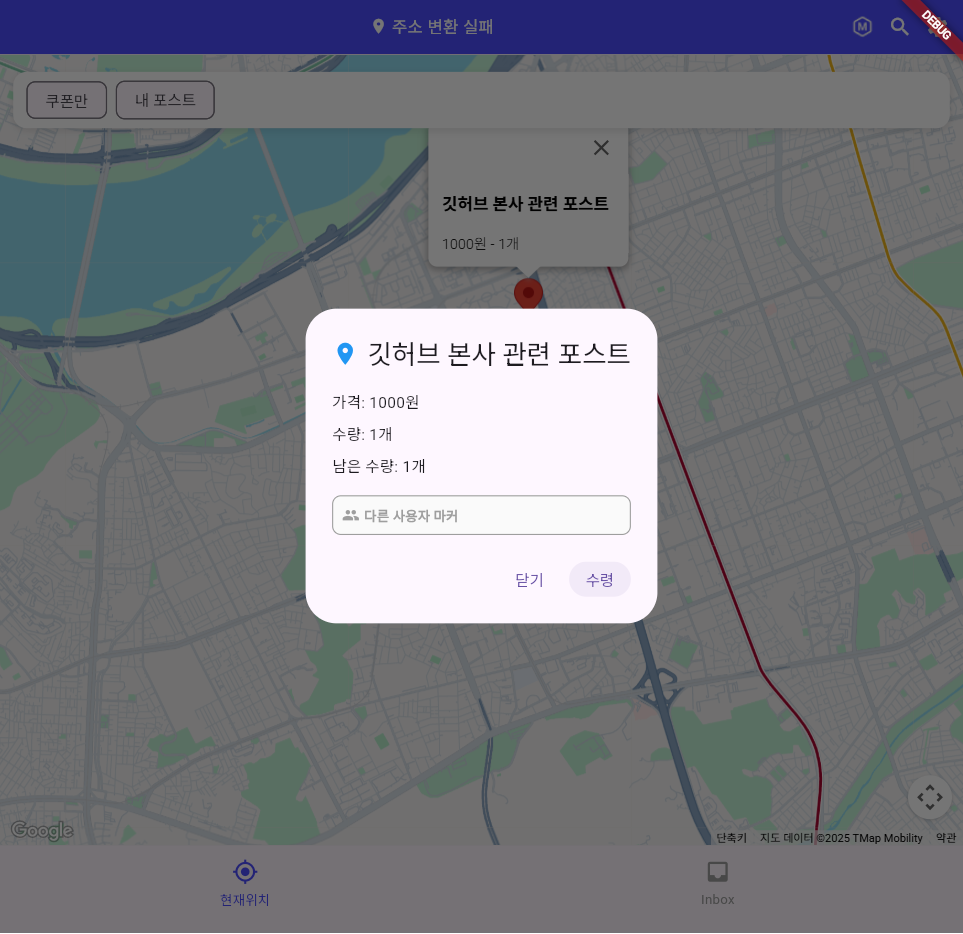 주소 변환 실패
M
DEBUG
쿠폰만
내 포스트
깃허브 본사 관련 포스트
1000원 - 1개
깃허브 본사 관련 포스트
가격: 1000원
수량: 1개
남은 수량: 1개
다른 사용자 마커
닫기
수령
Google
단축키
지도 데이터 ©2025 TMap Mobility
약관
현재위치
Inbox